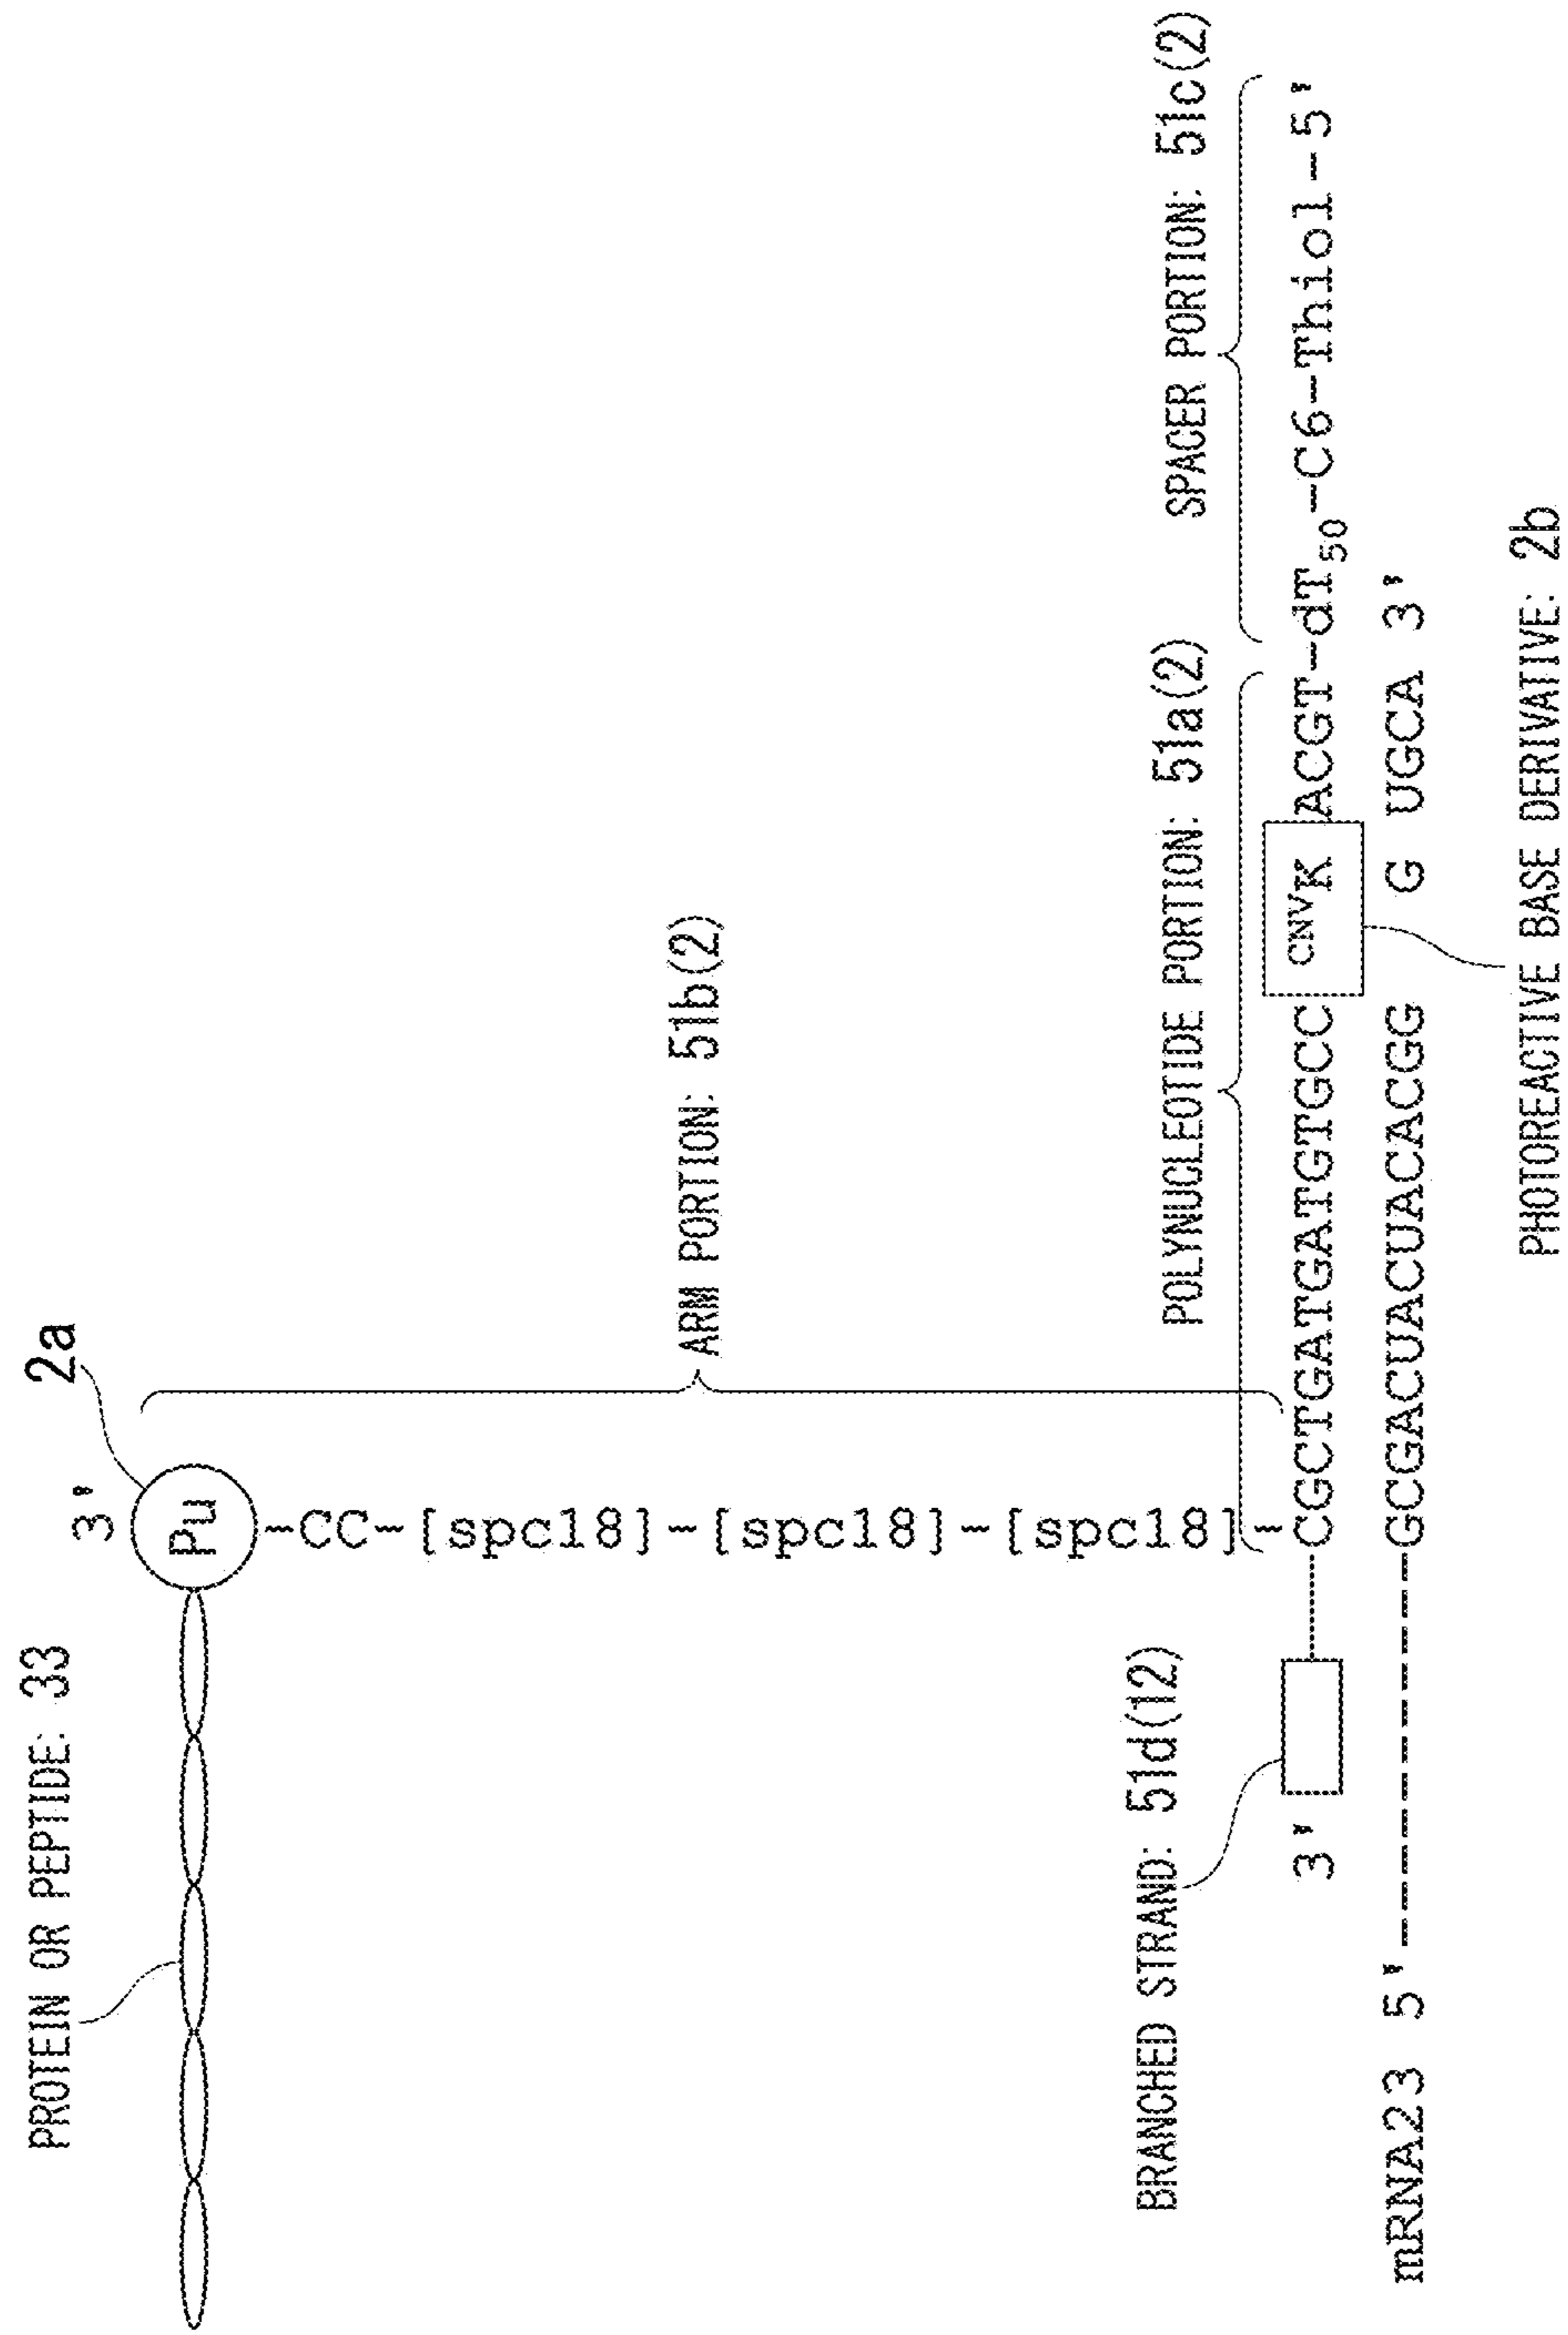 PROTEIN OR PEPTIDE: 33
3'
2a
Pu
-CC-[spc18]-[spc18]-[spc18]-
ARM PORTION: 51b(2)
BRANCHED STRAND: 51d(12)
POLYNUCLEOTIDE PORTION: 51a(2)
SPACER PORTION: 51c(2)
3' CGCTGATGATGTGCC CNVK ACGT-dT50-C6-Thiol-5'
mRNA23 5'-----------GCGACUACUACACGG G UGCA 3'
PHOTOREACTIVE BASE DERIVATIVE: 2b